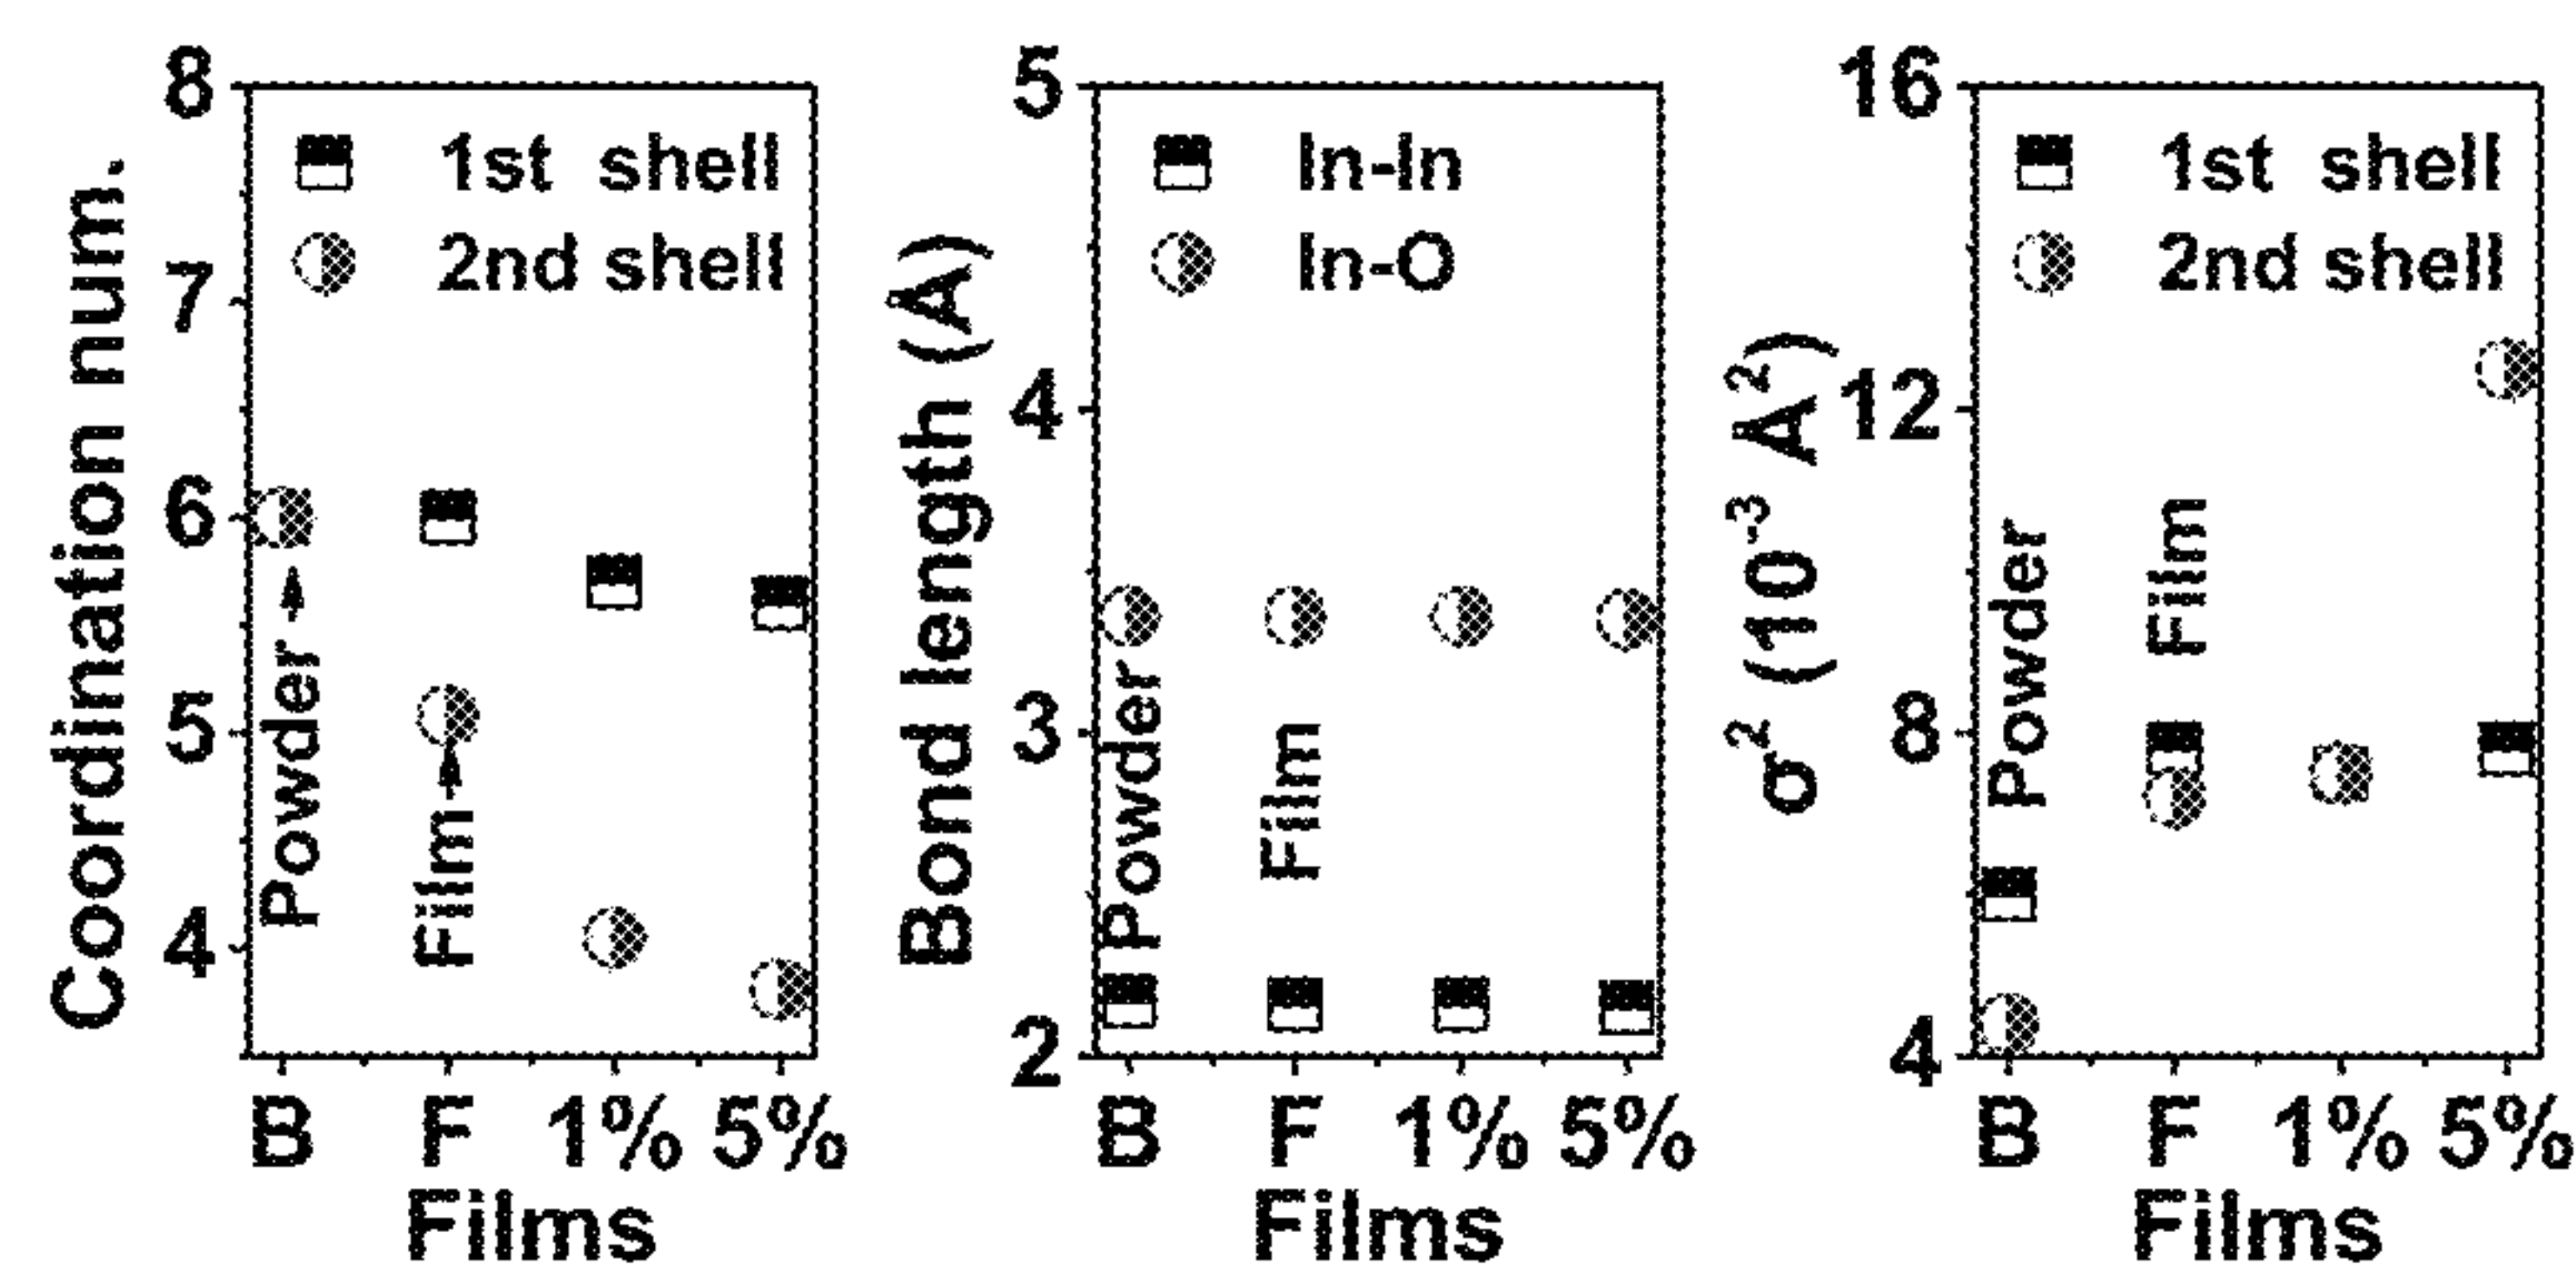 Coordination num.
8
7
6
5
4
1st shell
2nd shell
Powder
Film
B F 1% 5%
Films
Bond length (Å)
5
4
3
2
In-In
In-O
Powder
Film
B F 1% 5%
Films
σ² (10⁻³ Å²)
16
12
8
4
1st shell
2nd shell
Powder
Film
B F 1% 5%
Films